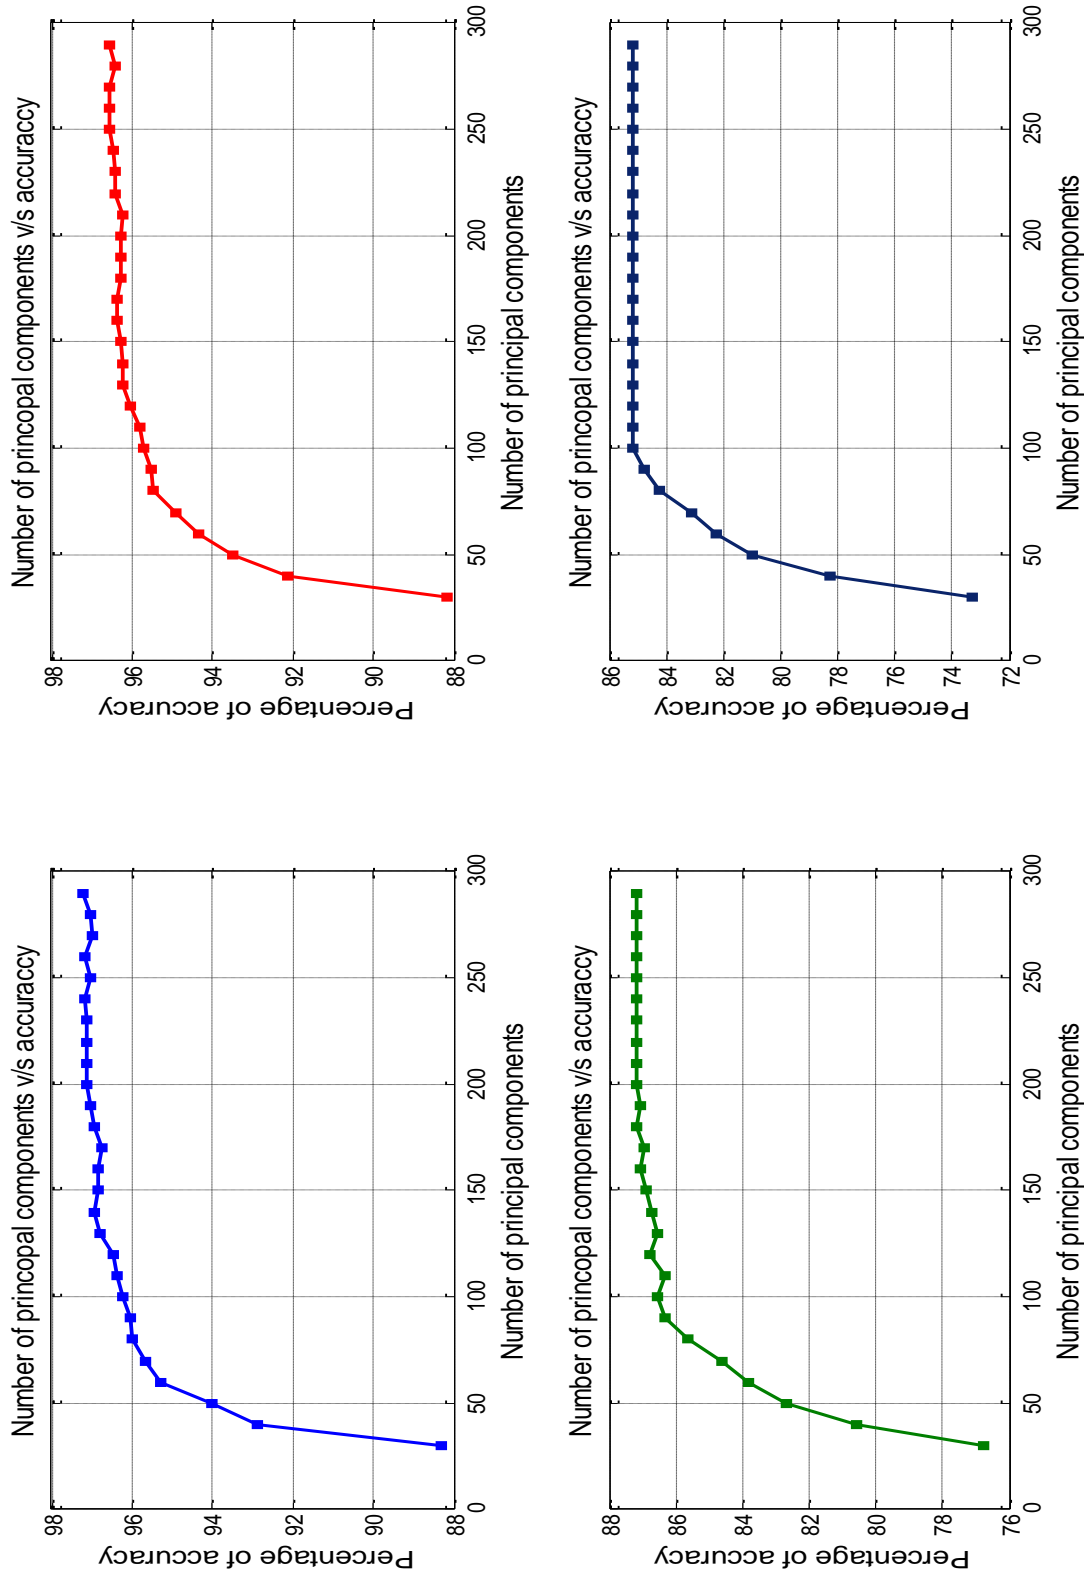 Number of princopal components v/s accuraccy
98
96
94
92
90
88
Percentage of accuracy
0 50 100 150 200 250 300
Number of principal components
Number of princopal components v/s accuraccy
98
96
94
92
90
88
Percentage of accuracy
0 50 100 150 200 250 300
Number of principal components
Number of princopal components v/s accuraccy
88
86
84
82
80
78
76
Percentage of accuracy
0 50 100 150 200 250 300
Number of principal components
Number of princopal components v/s accuraccy
86
84
82
80
78
76
74
72
Percentage of accuracy
0 50 100 150 200 250 300
Number of principal components